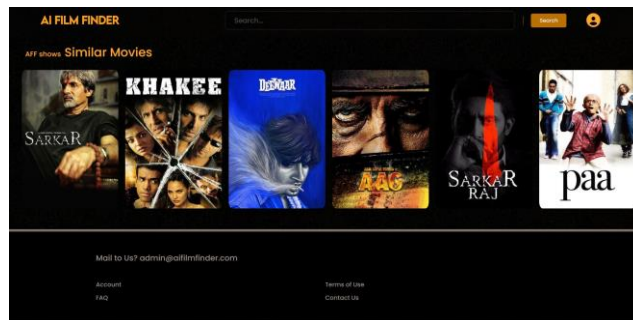 AI FILM FINDER
Search...
Search
AFF shows Similar Movies
SARKAR
KHAKEE
DEEWAAR
AAG
SARKAR
RAJ
paa
Mail to Us? admin@aifilmfinder.com
Account
Terms of Use
FAQ
Contact Us